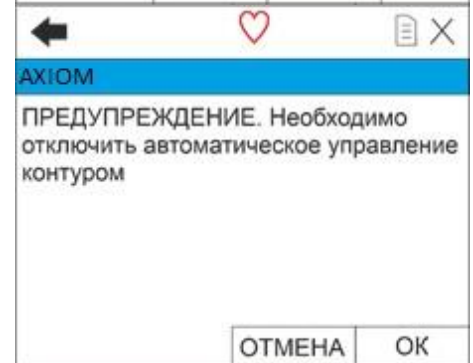 AXIOM
ПРЕДУПРЕЖДЕНИЕ. Необходимо
отключить автоматическое управление
контуром
ОТМЕНА
ОК